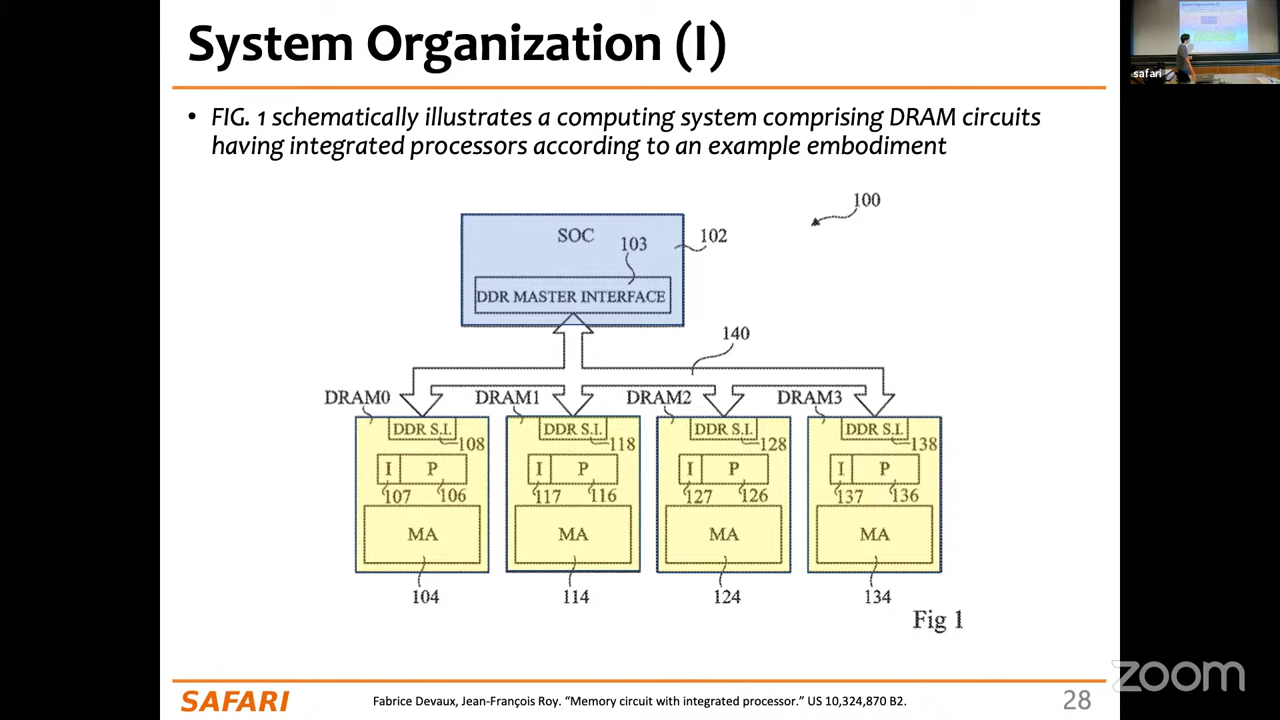 System Organization (I)
• FIG. 1 schematically illustrates a computing system comprising DRAM circuits
having integrated processors according to an example embodiment
100
SOC
102
103
DDR MASTER INTERFACE
140
DRAM0 DRAM1 DRAM2 DRAM3
DDR S.I. DDR S.I. DDR S.I. DDR S.I.
108 118 128 138
I P I P I P I P
107 106 117 116 127 126 137 136
MA MA MA MA
104 114 124 134
Fig 1
SAFARI
Fabrice Devaux, Jean-François Roy. “Memory circuit with integrated processor.” US 10,324,870 B2.
28
safari
zoom